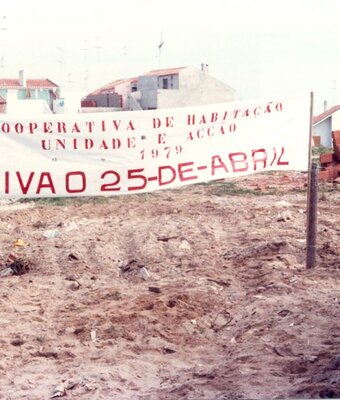 OOPERATIVA DE HABITAÇÃO
UNIDADE E ACÇÃO
1979
IVA O 25-DE-ABRIL